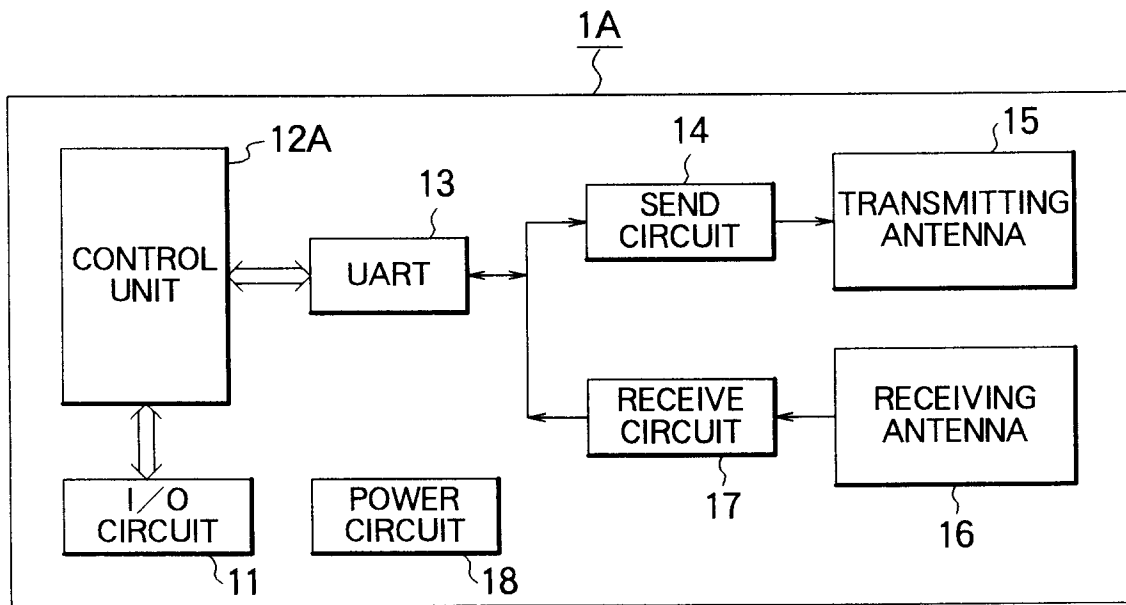 1A
12A
CONTROL
UNIT
13
UART
14
SEND
CIRCUIT
15
TRANSMITTING
ANTENNA
RECEIVE
CIRCUIT
17
RECEIVING
ANTENNA
16
I/O
CIRCUIT
11
POWER
CIRCUIT
18